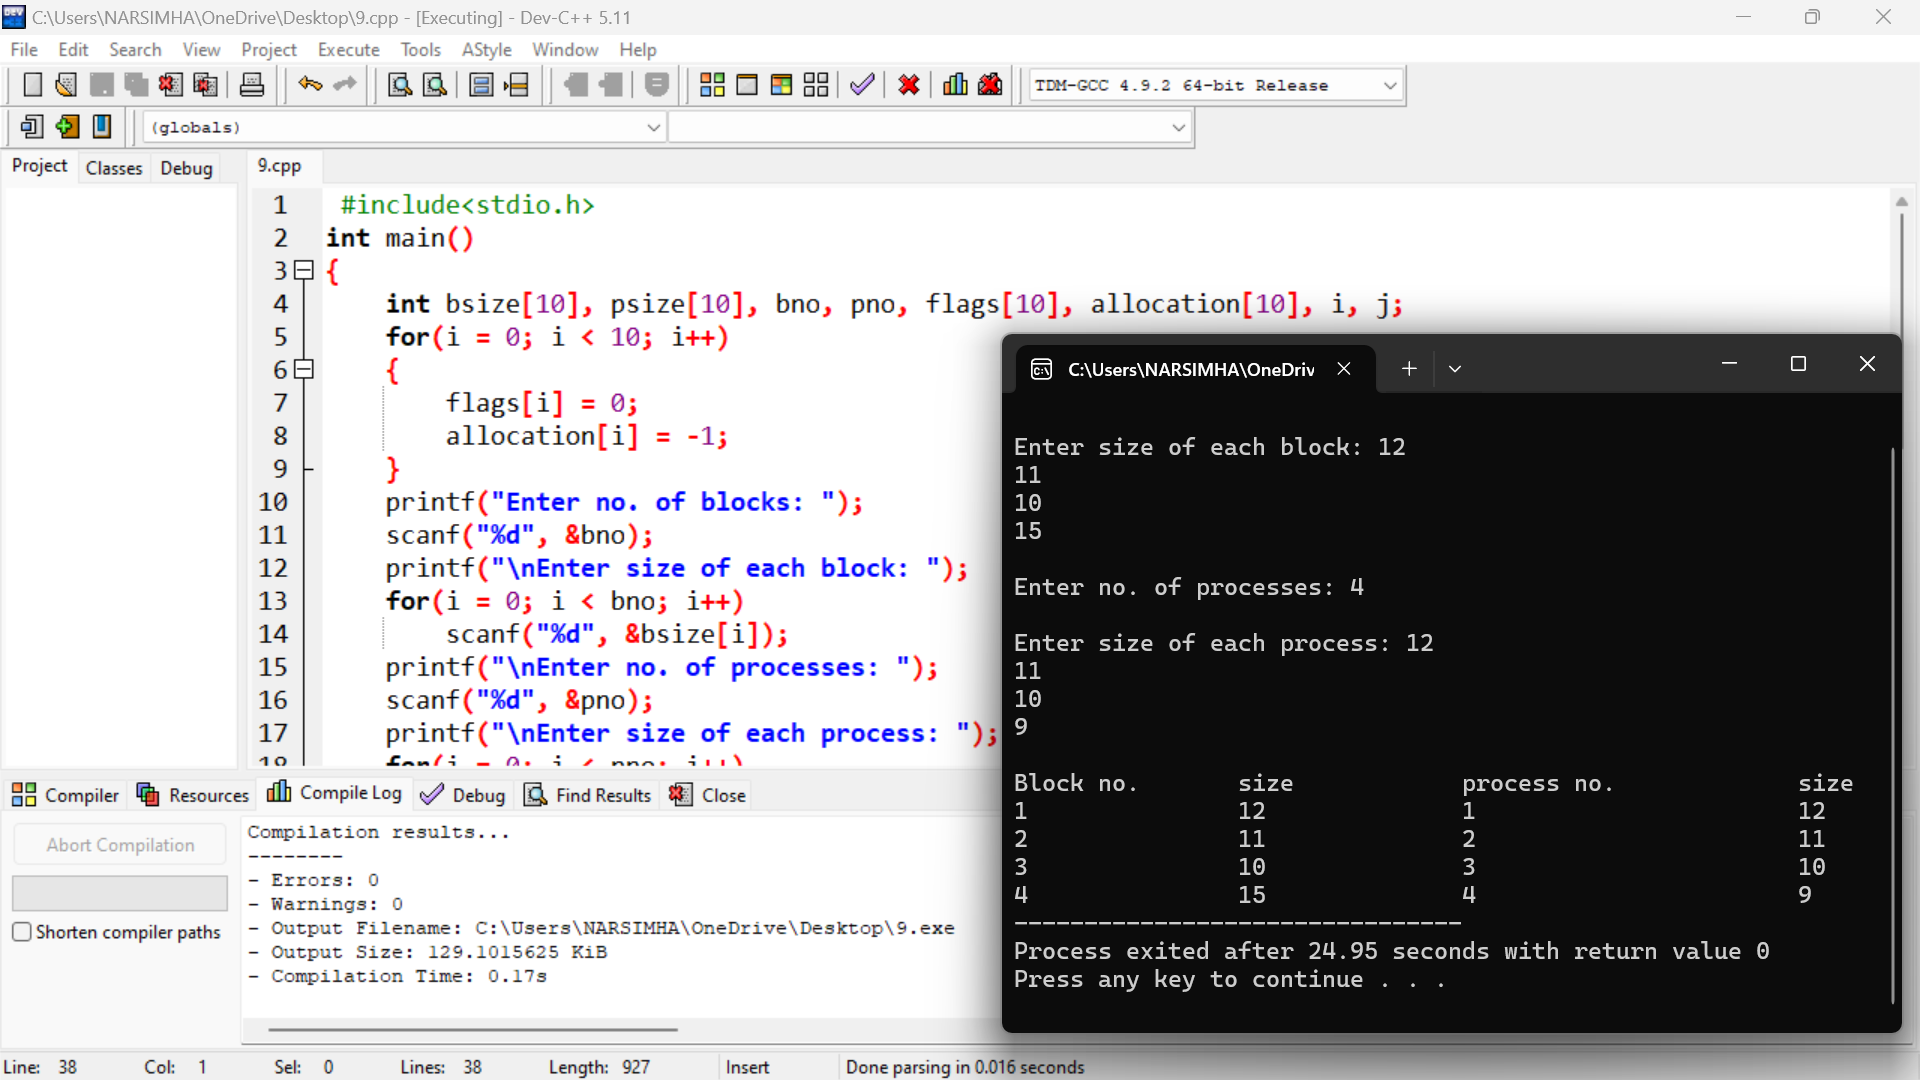 C:\Users\NARSIMHA\OneDrive\Desktop\9.cpp - [Executing] - Dev-C++ 5.11
File Edit Search View Project Execute Tools AStyle Window Help
TDM-GCC 4.9.2 64-bit Release
(globals)
Project Classes Debug
9.cpp
1 #include<stdio.h>
2 int main()
3 {
4 int bsize[10], psize[10], bno, pno, flags[10], allocation[10], i, j;
5 for(i = 0; i < 10; i++)
6 {
7 flags[i] = 0;
8 allocation[i] = -1;
9 }
10 printf("Enter no. of blocks: ");
11 scanf("%d", &bno);
12 printf("\nEnter size of each block: ");
13 for(i = 0; i < bno; i++)
14 scanf("%d", &bsize[i]);
15 printf("\nEnter no. of processes: ");
16 scanf("%d", &pno);
17 printf("\nEnter size of each process: ");
18 for(i = 0; i < pno; i++)
C:\Users\NARSIMHA\OneDriv
Enter size of each block: 12
11
10
15
Enter no. of processes: 4
Enter size of each process: 12
11
10
9
Block no. size process no. size
1 12 1 12
2 11 2 11
3 10 3 10
4 15 4 9
--------------------------------
Process exited after 24.95 seconds with return value 0
Press any key to continue . . .
Compiler Resources Compile Log Debug Find Results Close
Abort Compilation
Shorten compiler paths
Compilation results...
--------
- Errors: 0
- Warnings: 0
- Output Filename: C:\Users\NARSIMHA\OneDrive\Desktop\9.exe
- Output Size: 129.1015625 KiB
- Compilation Time: 0.17s
Line: 38 Col: 1 Sel: 0 Lines: 38 Length: 927 Insert Done parsing in 0.016 seconds